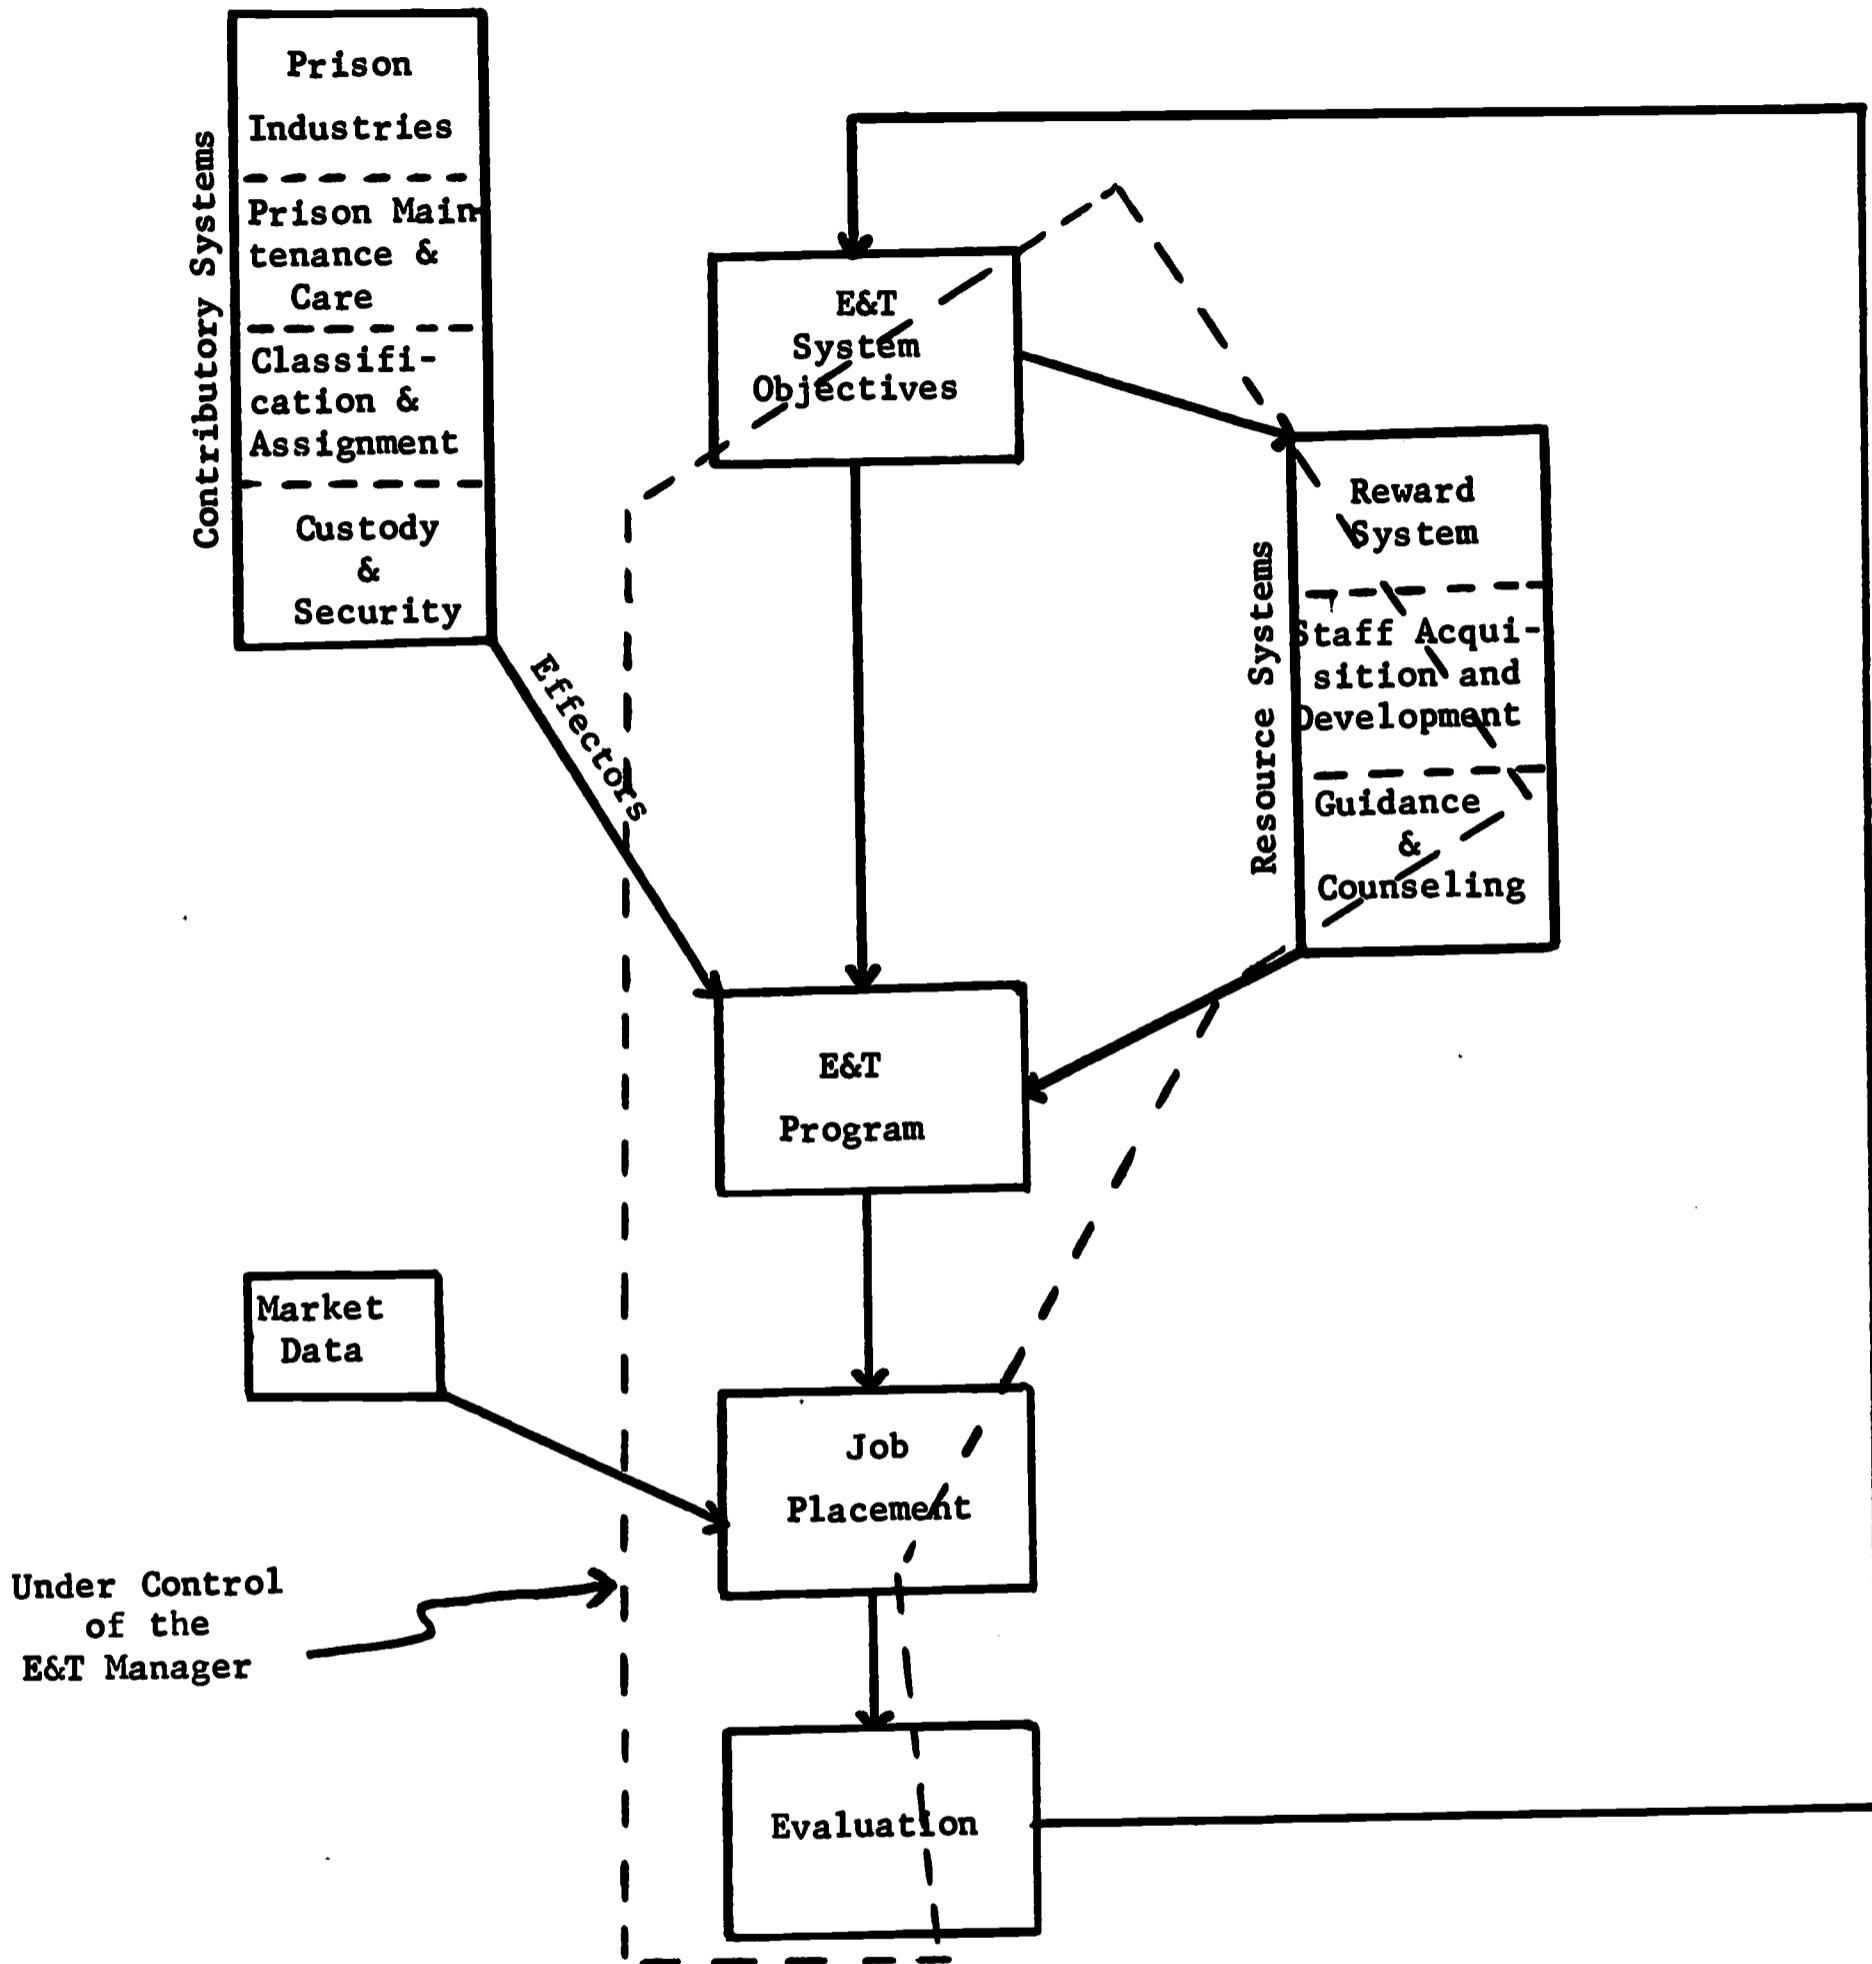 Contributory Systems
Prison
Industries
Prison Main-
tenance &
Care
Classifi-
cation &
Assignment
Custody
&
Security
Effectors
E&T
System
Objectives
Resource Systems
Reward
System
Staff Acqui-
sition and
Development
Guidance
&
Counseling
E&T
Program
Market
Data
Job
Placement
Under Control
of the
E&T Manager
Evaluation